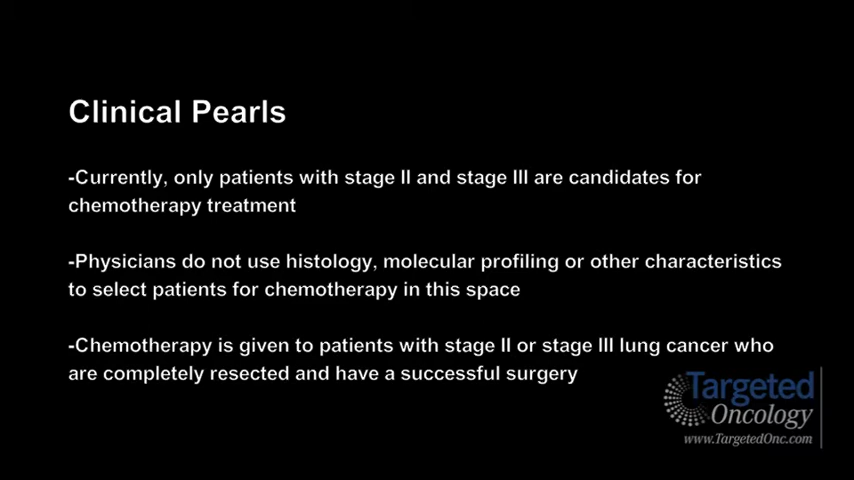 Clinical Pearls
-Currently, only patients with stage II and stage III are candidates for
chemotherapy treatment
-Physicians do not use histology, molecular profiling or other characteristics
to select patients for chemotherapy in this space
-Chemotherapy is given to patients with stage II or stage III lung cancer who
are completely resected and have a successful surgery
Targeted
Oncology
www.TargetedOnc.com